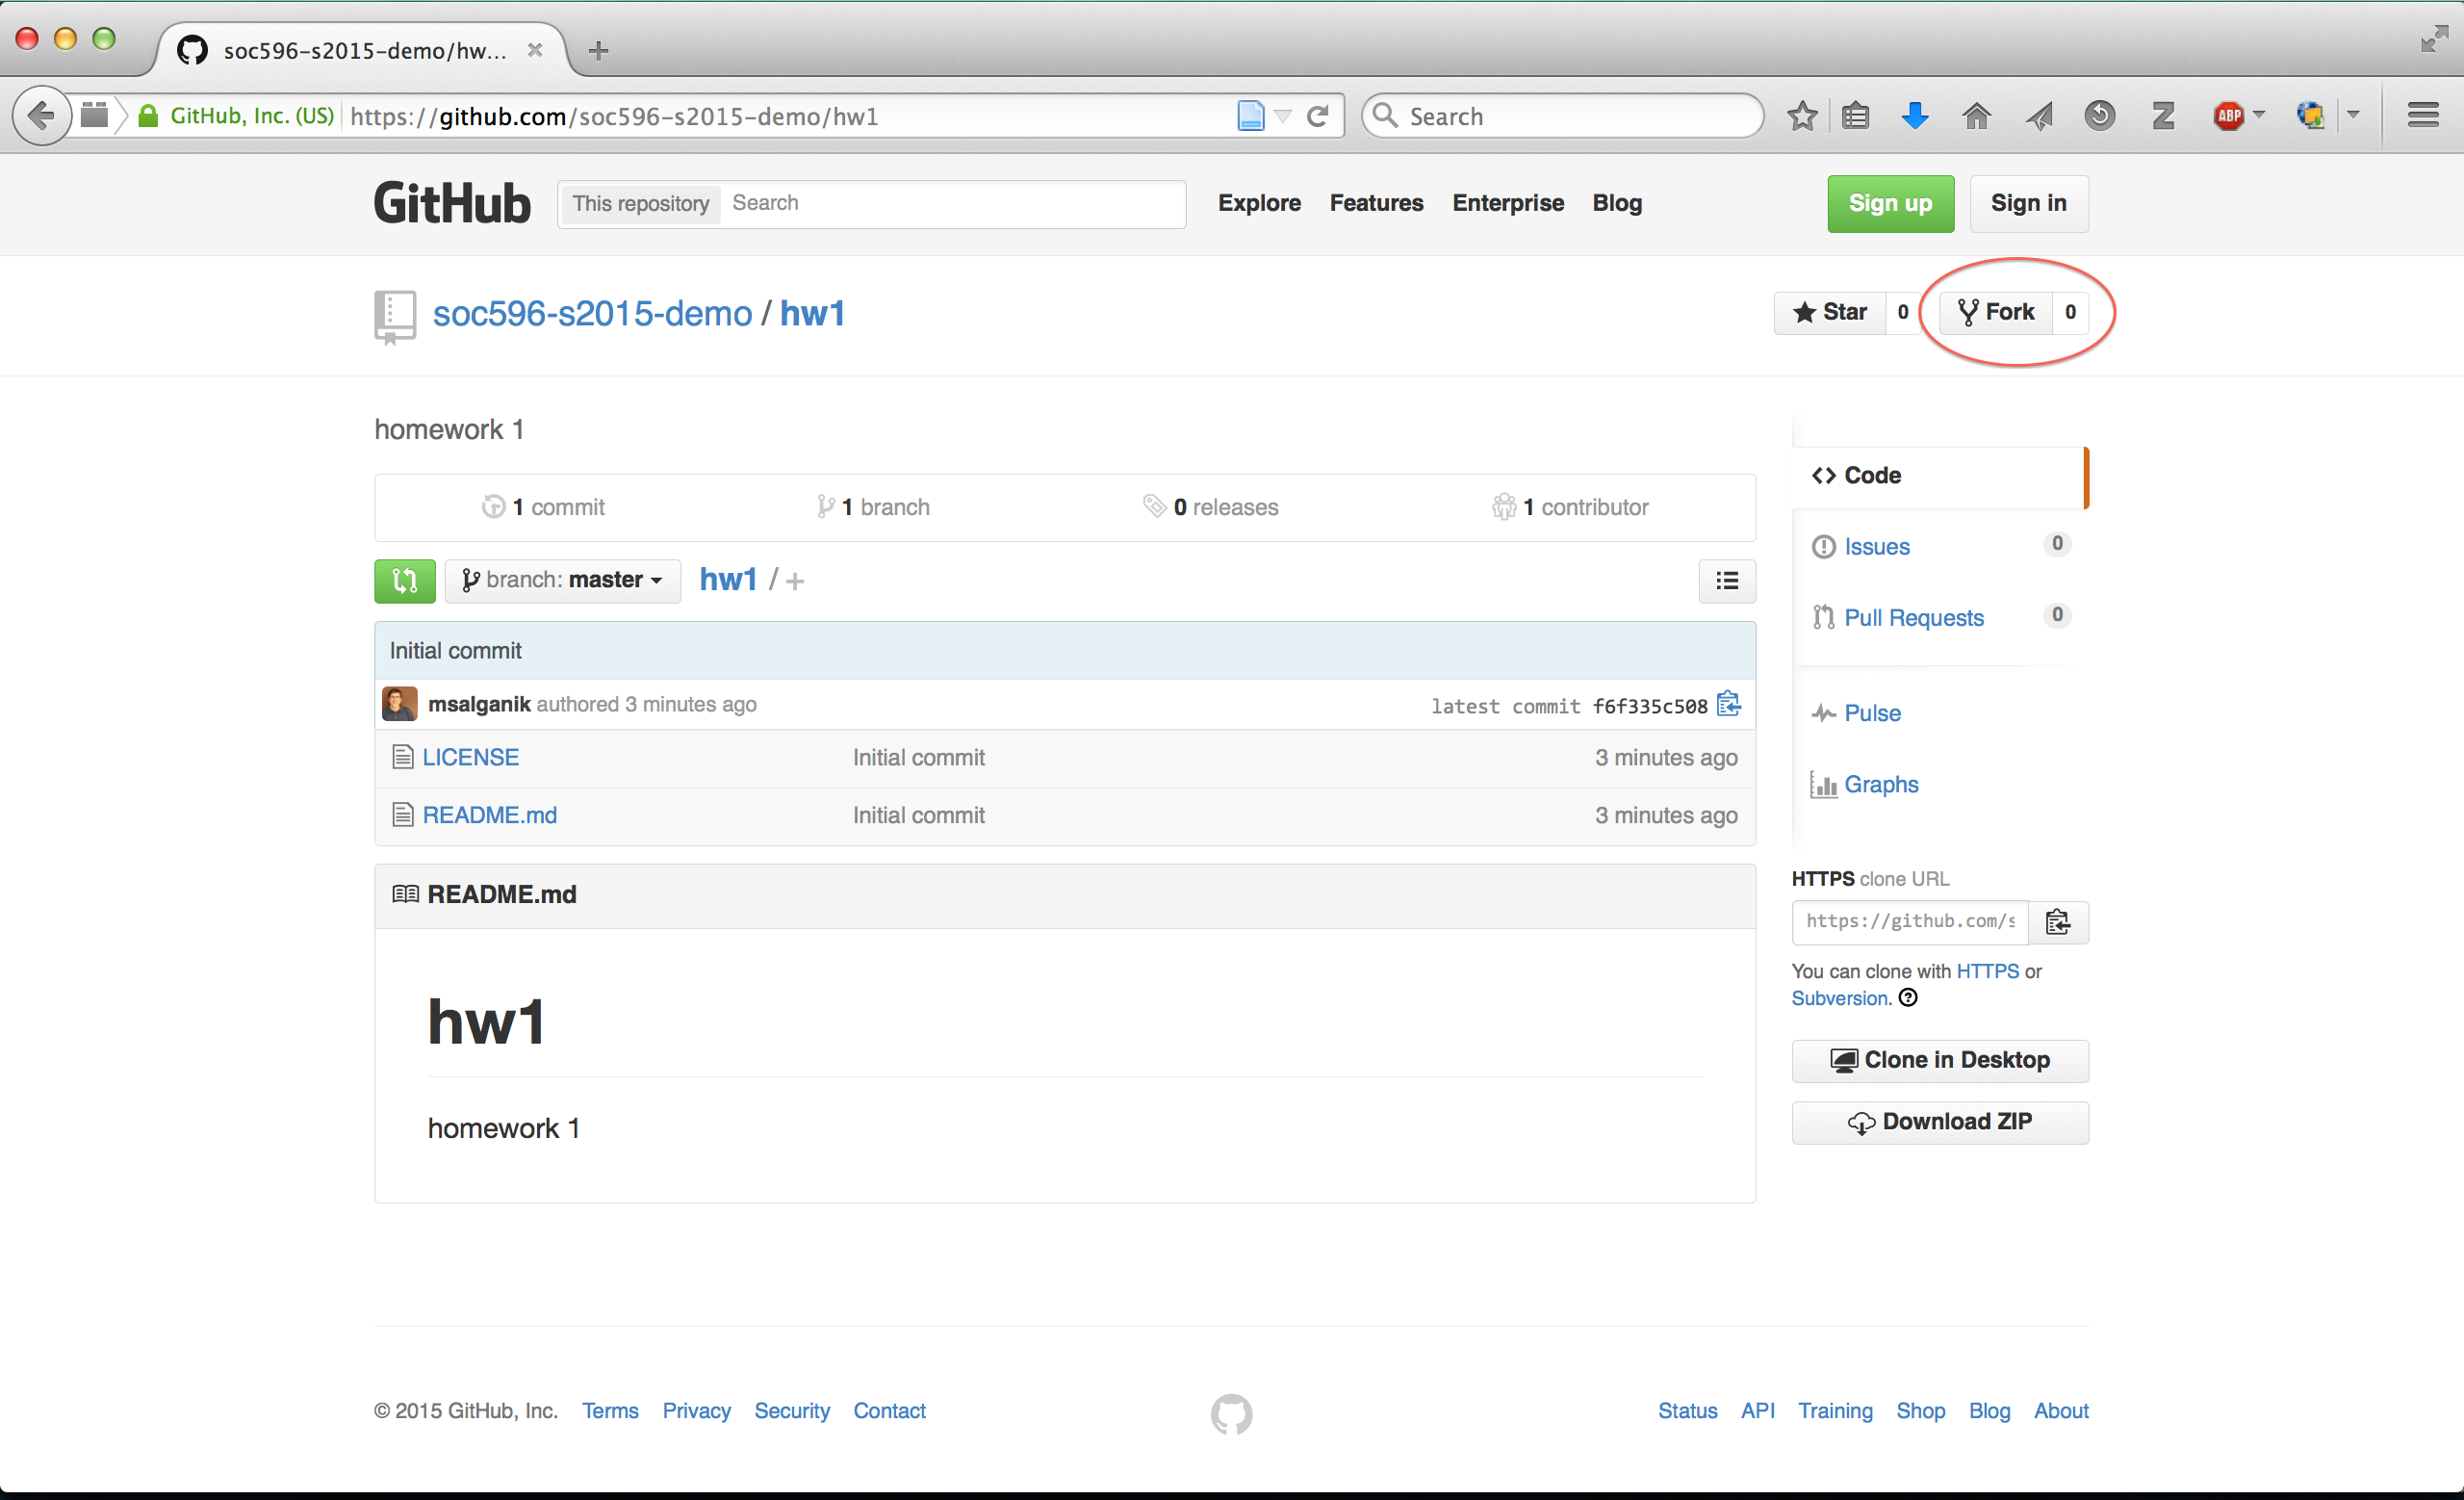 soc596-s2015-demo/hw...
GitHub, Inc. (US) https://github.com/soc596-s2015-demo/hw1 Search ABP
GitHub This repository Search Explore Features Enterprise Blog Sign up Sign in
soc596-s2015-demo / hw1 Star 0 Fork 0
homework 1
1 commit 1 branch 0 releases 1 contributor
branch: master hw1 / +
Initial commit
msalganik authored 3 minutes ago latest commit f6f335c508
LICENSE Initial commit 3 minutes ago
README.md Initial commit 3 minutes ago
README.md
hw1
homework 1
Code
Issues 0
Pull Requests 0
Pulse
Graphs
HTTPS clone URL
https://github.com/s
You can clone with HTTPS or
Subversion.
Clone in Desktop
Download ZIP
© 2015 GitHub, Inc. Terms Privacy Security Contact Status API Training Shop Blog About